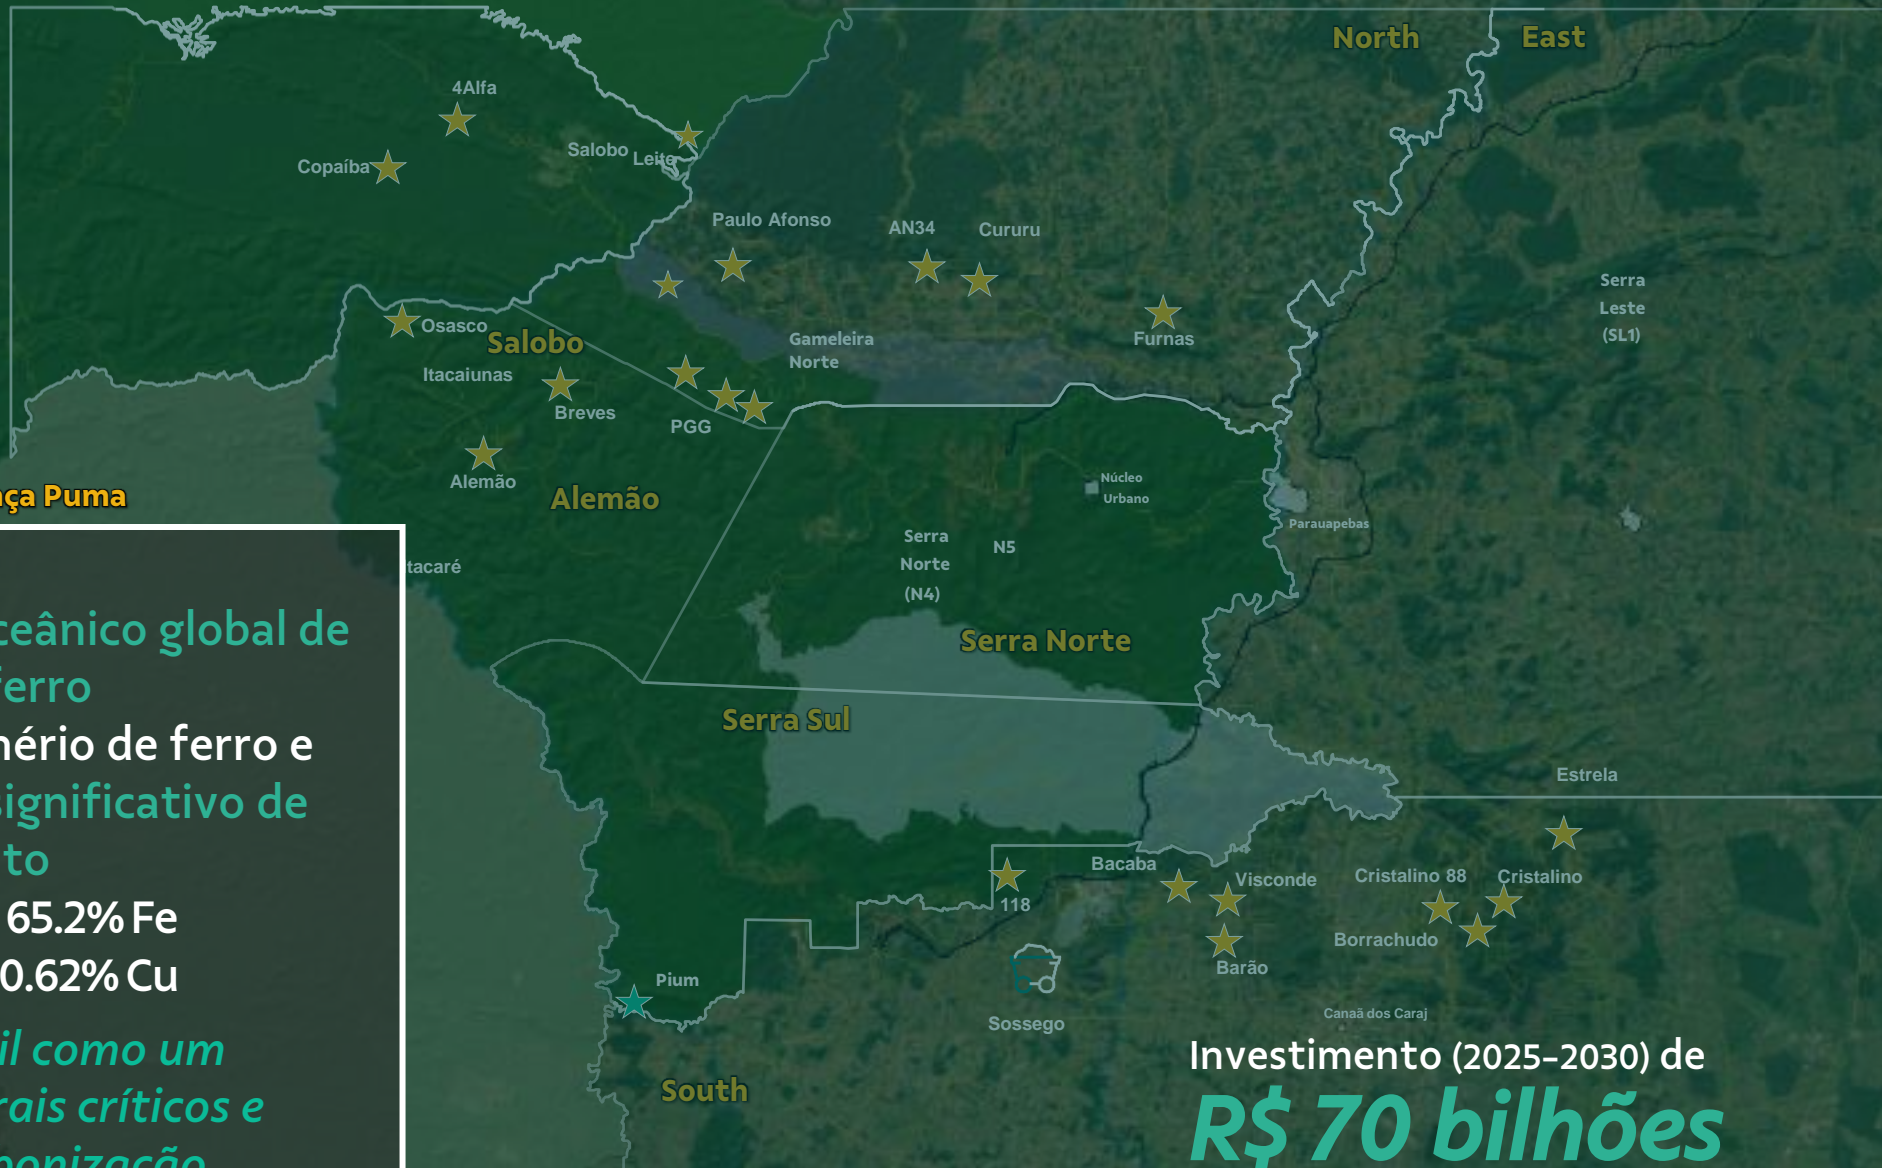 North
East
4Alfa
Salobo
Leite
Copaíba
Paulo Afonso
AN34
Cururu
Serra
Leste
(SL1)
Osasco
Salobo
Gameleira
Norte
Furnas
Itacaiunas
Breves
PGG
Alemão
Alemão
Núcleo
Urbano
aça Puma
Parauapebas
Serra
Norte
(N4)
N5
tacaré
Serra Norte
Serra Sul
Estrela
Bacaba
Visconde
Cristalino 88
Cristalino
118
Borrachudo
Barão
Pium
Sossego
Canaã dos Caraj
South
ceânico global de
ferro
nério de ferro e
significativo de
to
65.2% Fe
0.62% Cu
il como um
rais críticos e
onização
Investimento (2025–2030) de
R$ 70 bilhões